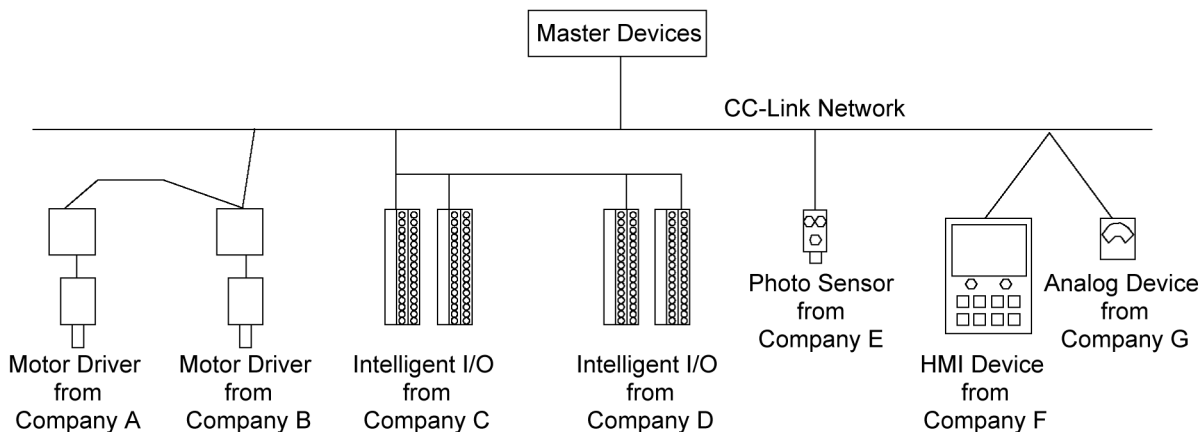 Master Devices
CC-Link Network
Motor Driver
from
Company A
Motor Driver
from
Company B
Intelligent I/O
from
Company C
Intelligent I/O
from
Company D
Photo Sensor
from
Company E
HMI Device
from
Company F
Analog Device
from
Company G